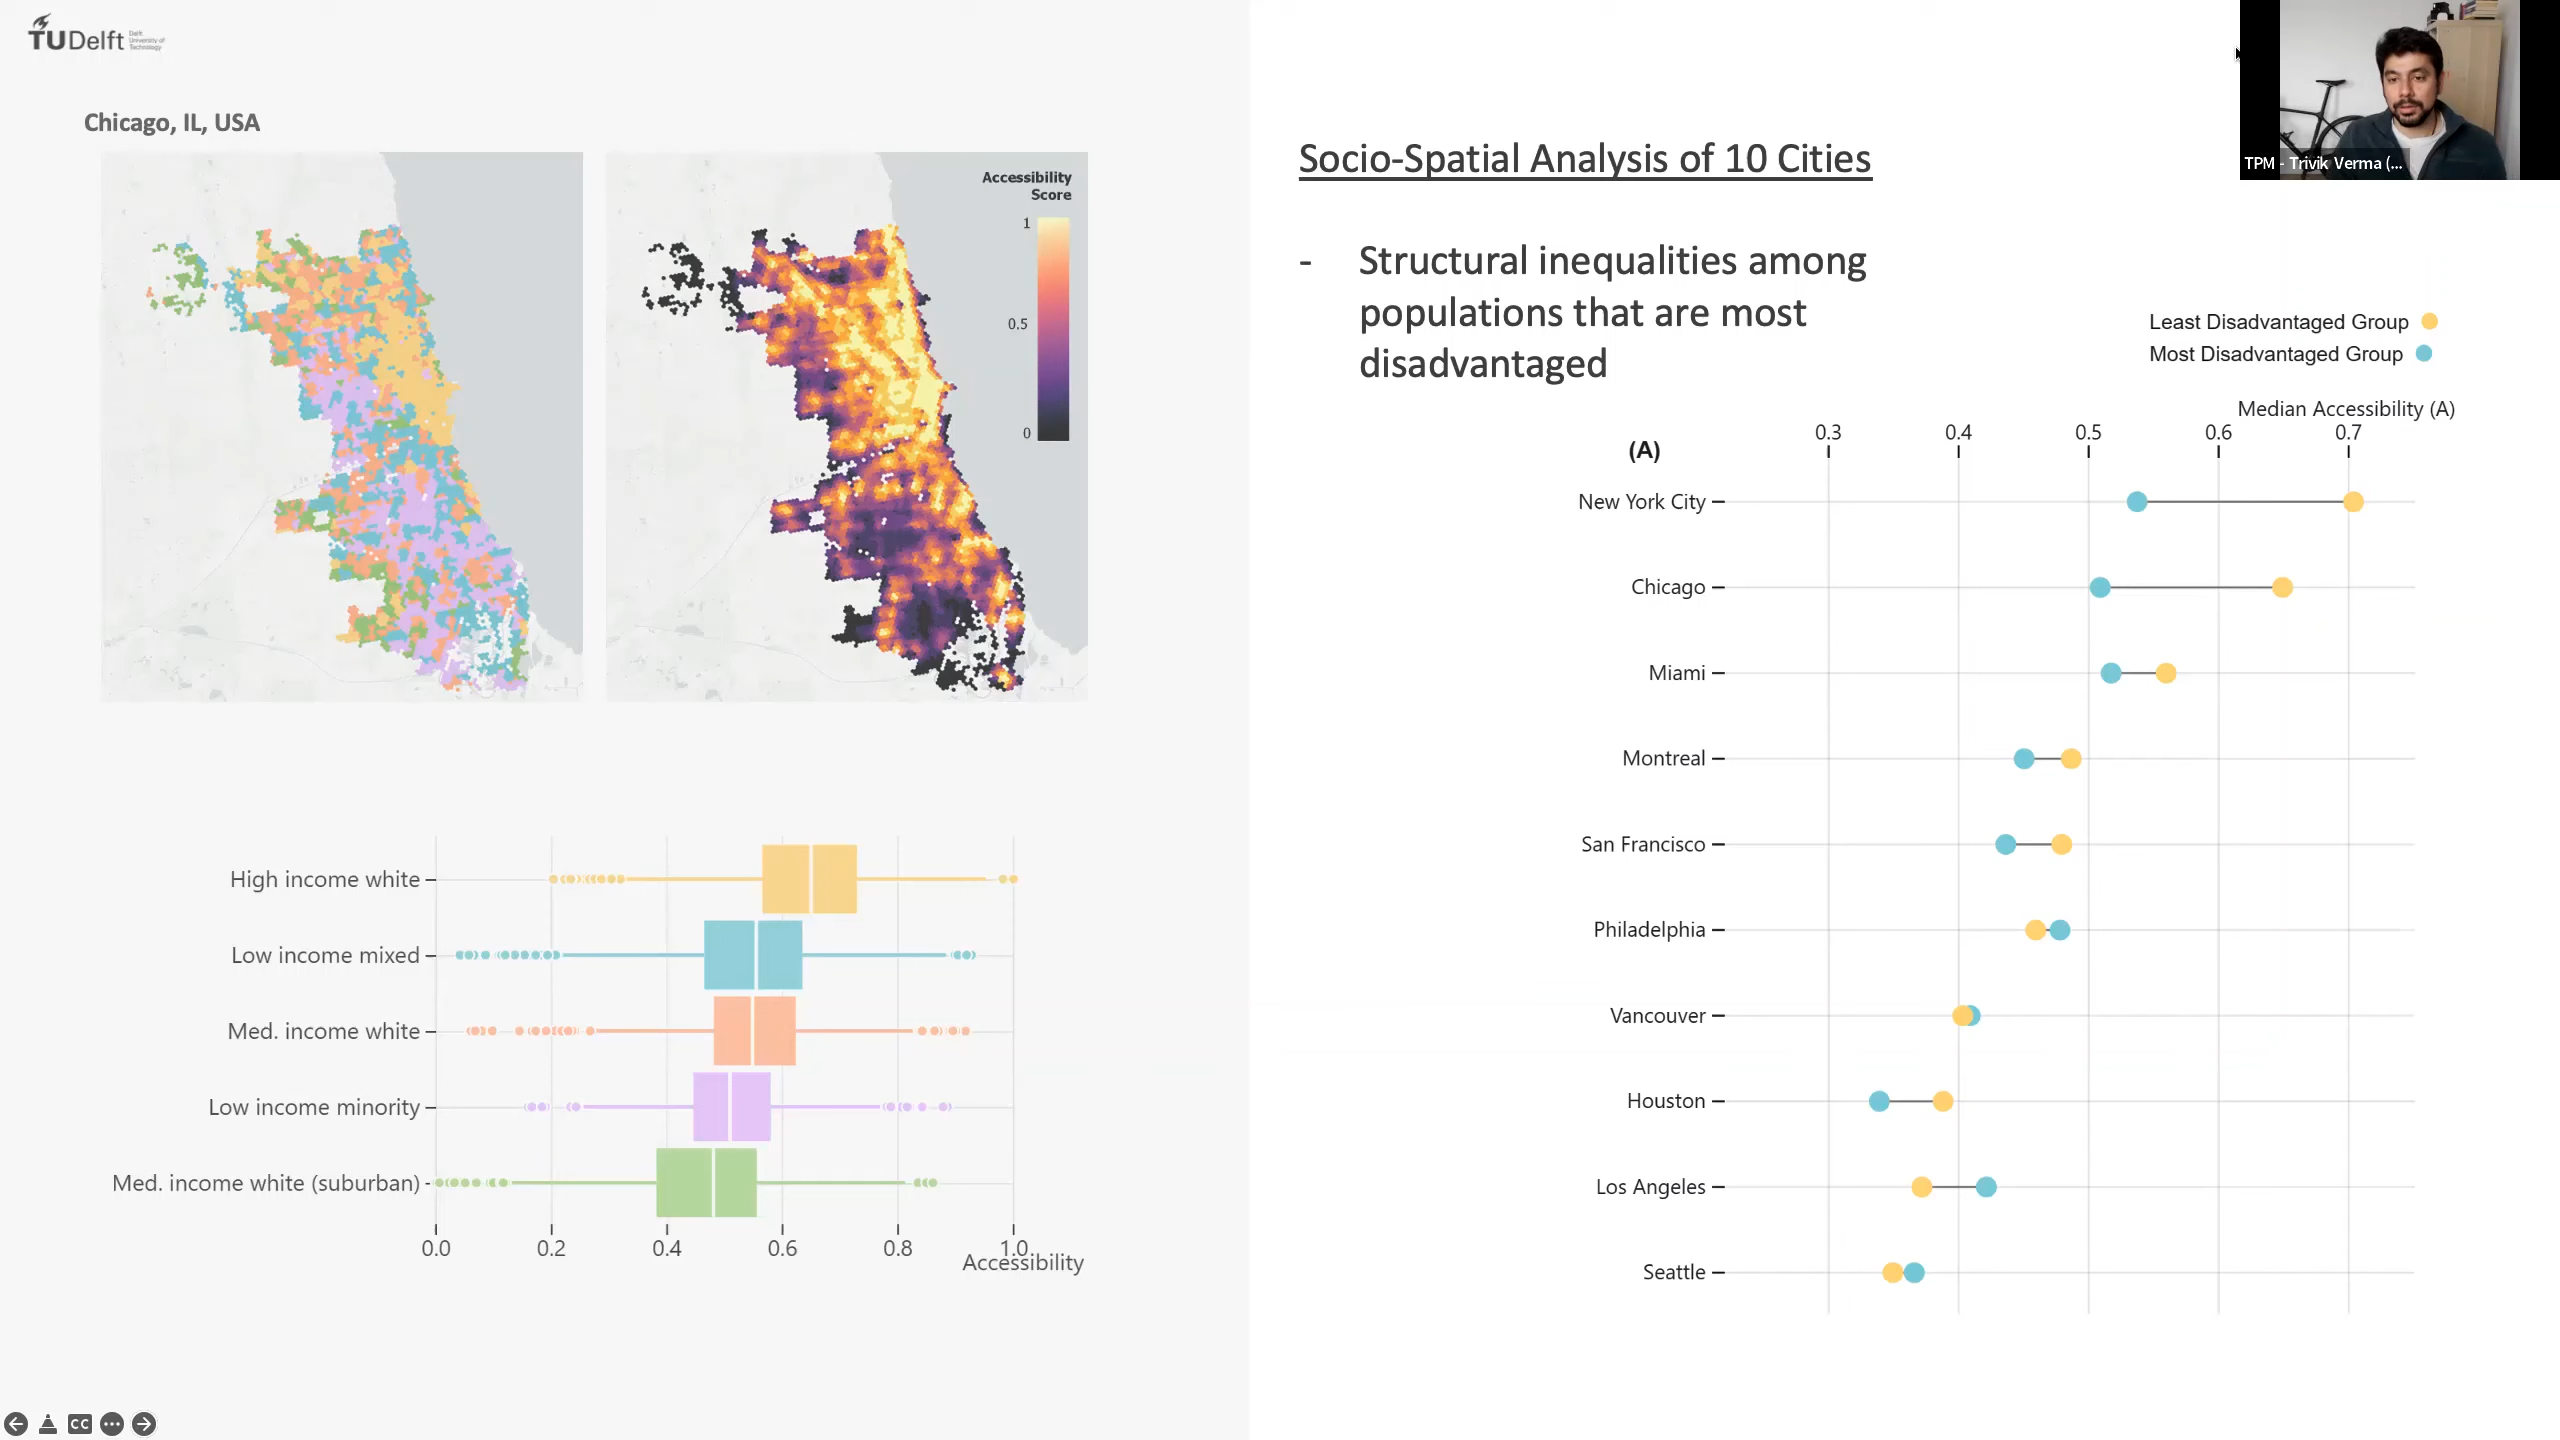 TUDelft
Delft
University of
Technology
Chicago, IL, USA
Accessibility
Score
1
0.5
0
High income white
Low income mixed
Med. income white
Low income minority
Med. income white (suburban)
0.0 0.2 0.4 0.6 0.8 1.0
Accessibility
CC
Socio-Spatial Analysis of 10 Cities
- Structural inequalities among
populations that are most
disadvantaged
TPM - Trivik Verma (...
Least Disadvantaged Group
Most Disadvantaged Group
Median Accessibility (A)
(A)
0.3 0.4 0.5 0.6 0.7
New York City
Chicago
Miami
Montreal
San Francisco
Philadelphia
Vancouver
Houston
Los Angeles
Seattle